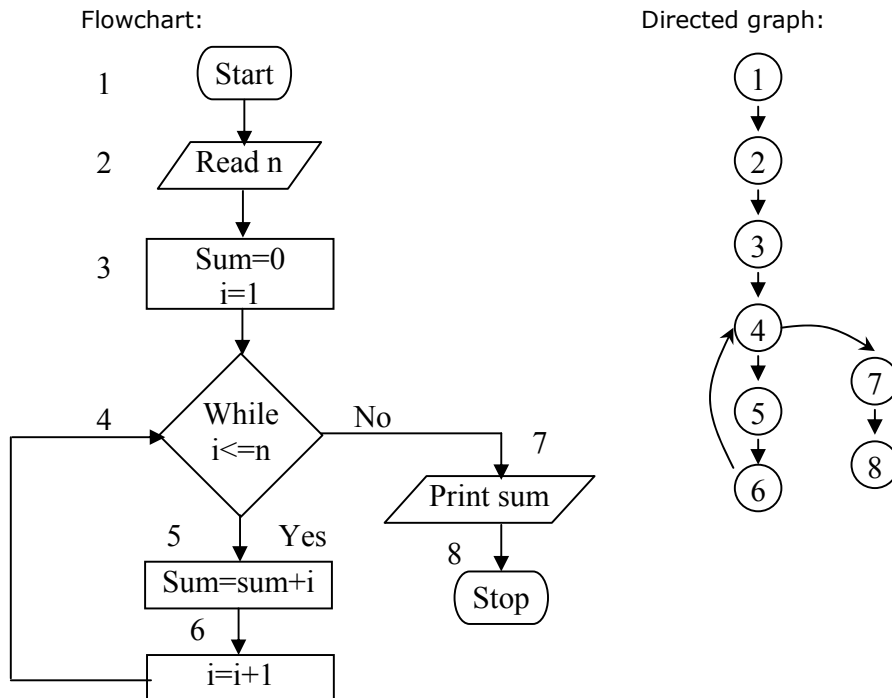 Flowchart:
1
Start
2
Read n
3
Sum=0
i=1
4
While
i<=n
No
7
Print sum
5
Yes
8
Sum=sum+i
Stop
6
i=i+1
Directed graph:
1
2
3
4
7
5
8
6